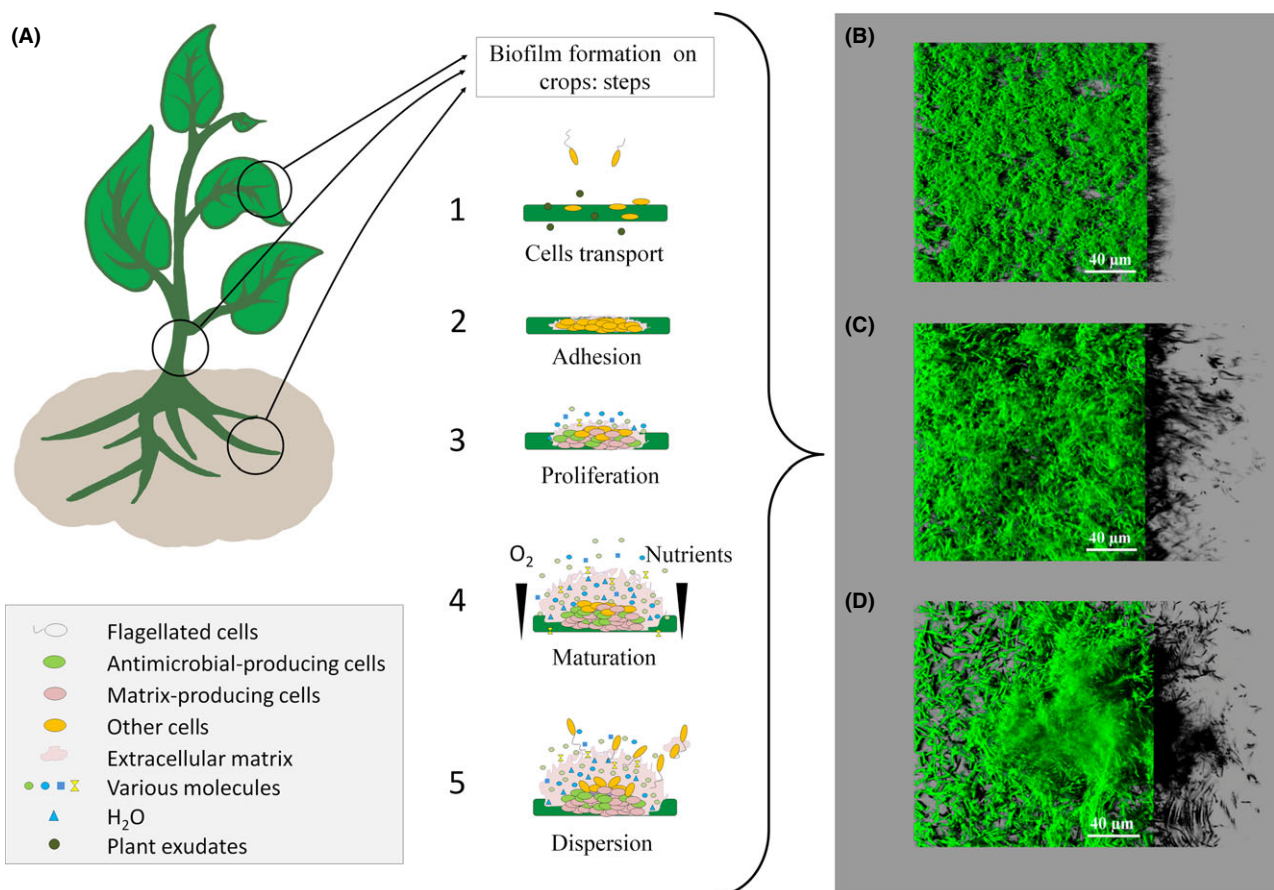 (A)
Biofilm formation on
crops: steps
1
Cells transport
2
Adhesion
3
Proliferation
O₂
Nutrients
4
Maturation
5
Dispersion
Flagellated cells
Antimicrobial-producing cells
Matrix-producing cells
Other cells
Extracellular matrix
Various molecules
H₂O
Plant exudates
(B)
40 µm
(C)
40 µm
(D)
40 µm